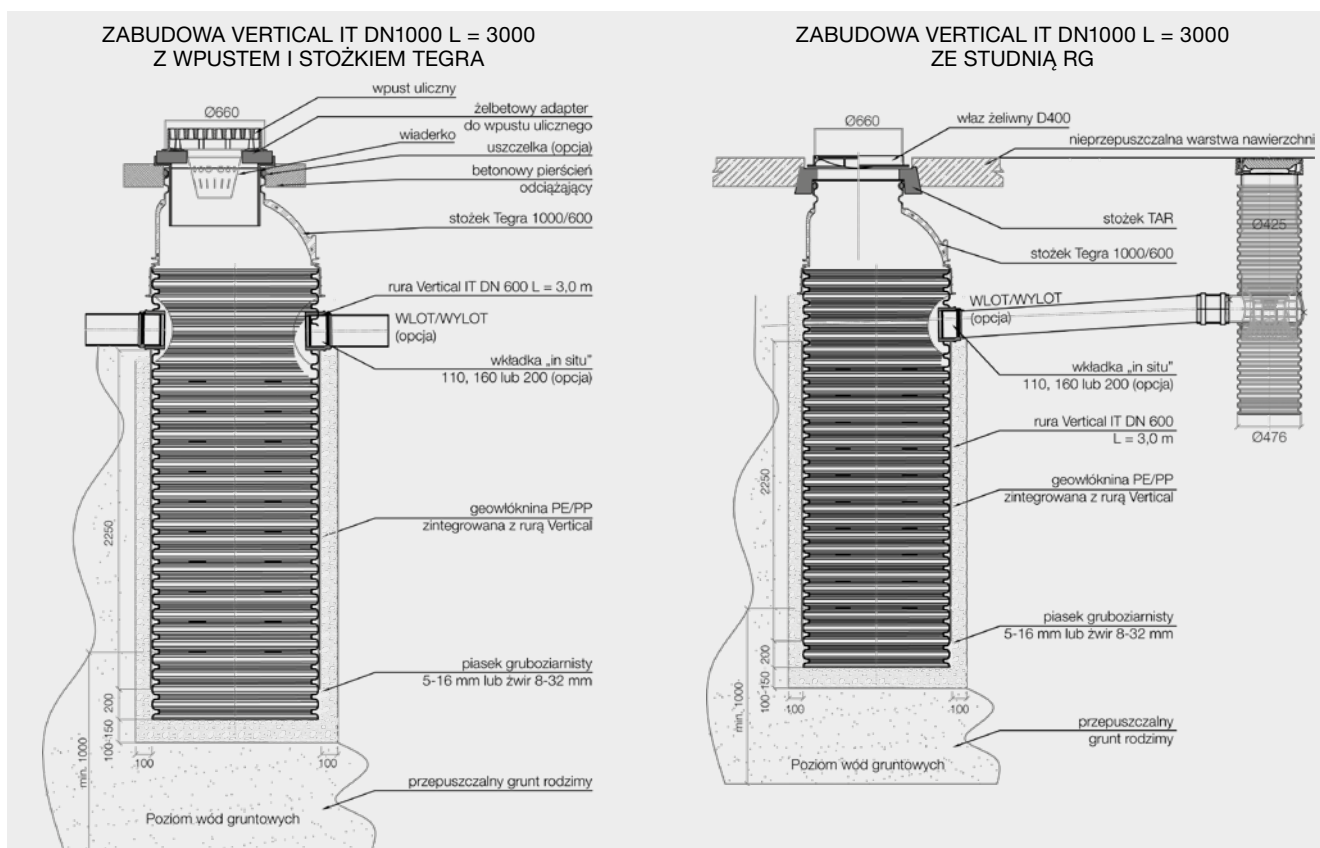 ZABUDOWA VERTICAL IT DN1000 L = 3000
Z WPUSTEM I STOŻKIEM TEGRA
wpust uliczny
Ø660
żelbetowy adapter
do wpustu ulicznego
wiaderko
uszczelka (opcja)
betonowy pierścień
odciążający
stożek Tegra 1000/600
rura Vertical IT DN 600 L = 3,0 m
WLOT/WYLOT
(opcja)
wkładka „in situ”
110, 160 lub 200 (opcja)
2250
geowłóknina PE/PP
zintegrowana z rurą Vertical
piasek gruboziarnisty
5-16 mm lub żwir 8-32 mm
200
100-150
min. 1000
100
100
przepuszczalny grunt rodzimy
Poziom wód gruntowych
ZABUDOWA VERTICAL IT DN1000 L = 3000
ZE STUDNIĄ RG
właz żeliwny D400
Ø660
nieprzepuszczalna warstwa nawierzchni
stożek TAR
Ø425
stożek Tegra 1000/600
WLOT/WYLOT
(opcja)
wkładka „in situ”
110, 160 lub 200 (opcja)
rura Vertical IT DN 600
L = 3,0 m
Ø476
2250
geowłóknina PE/PP
zintegrowana z rurą Vertical
piasek gruboziarnisty
5-16 mm lub żwir 8-32 mm
200
100-150
min. 1000
100
100
przepuszczalny
grunt rodzimy
Poziom wód gruntowych